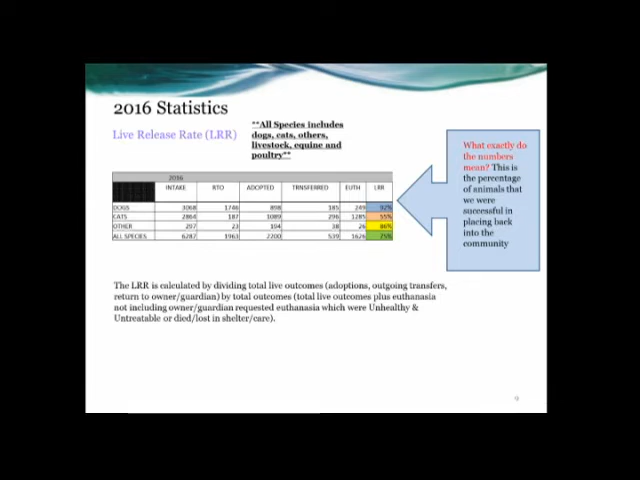 2016 Statistics
Live Release Rate (LRR)
**All Species includes
dogs, cats, others,
livestock, equine and
poultry**
2016
INTAKE RTO ADOPTED TRNSFERRED EUTH LRR
DOGS 3068 1746 898 185 249 92%
CATS 2864 187 1089 296 1285 55%
OTHER 297 23 194 38 26 86%
ALL SPECIES 6287 1963 2200 539 1626 75%
What exactly do
the numbers
mean? This is
the percentage
of animals that
we were
successful in
placing back
into the
community
The LRR is calculated by dividing total live outcomes (adoptions, outgoing transfers,
return to owner/guardian) by total outcomes (total live outcomes plus euthanasia
not including owner/guardian requested euthanasia which were Unhealthy &
Untreatable or died/lost in shelter/care).